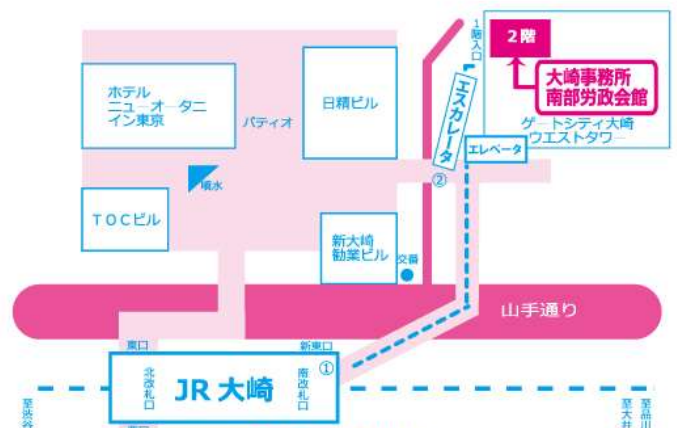 1階入口
2階
大崎事務所
南部労政会館
ゲートシティ大崎
ウエストタワー
エスカレータ
エレベータ
②
ホテル
ニューオータニ
イン東京
パティオ
日精ビル
噴水
TOCビル
新大崎
勧業ビル
交番
山手通り
東口
新東口
①
北改札口
JR 大崎
南改札口
至渋谷
至大井
至品川